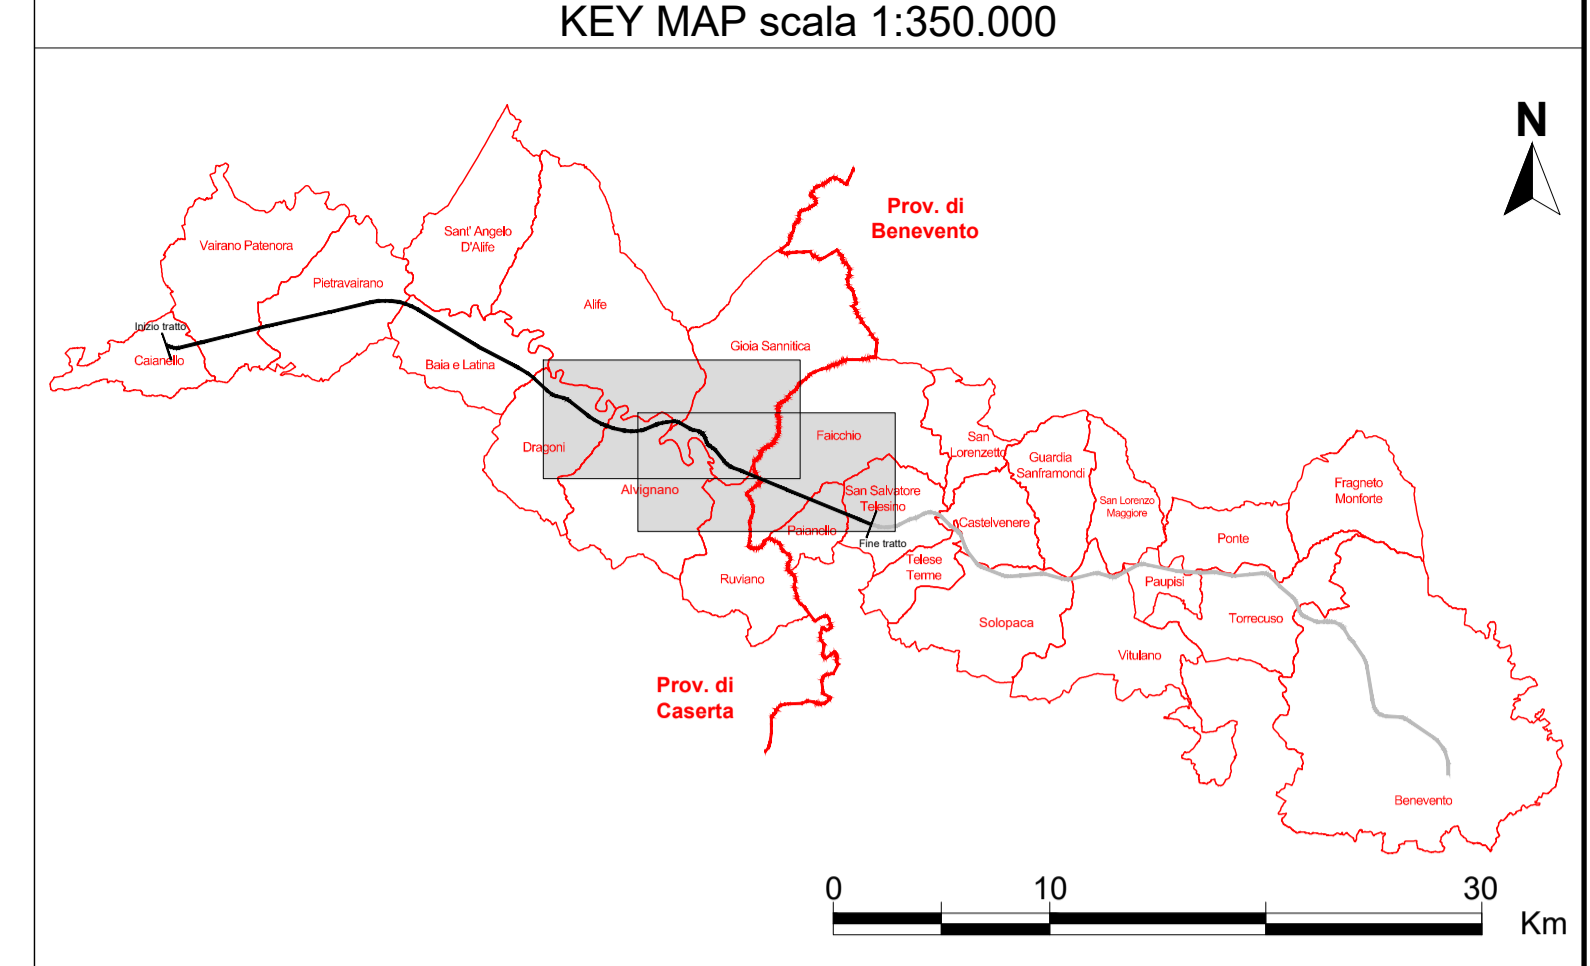 KEY MAP scala 1:350.000
N
Prov. di
Benevento
Sant' Angelo
D'Alife
Vairano Patenora
Pietravairano
Alife
Inizio tratto
Caianello
Baia e Latina
Gioia Sannitica
Dragoni
Faicchio
San
Lorenzetto
Guardia
Sanframondi
Alvignano
San Salvatore
Telesino
San Lorenzo
Maggiore
Fragneto
Monforte
Paianello
Castelvenere
Fine tratto
Ponte
Telese
Terme
Ruviano
Paupisi
Solopaca
Torrecuso
Vitulano
Prov. di
Caserta
Benevento
0 10 30
Km